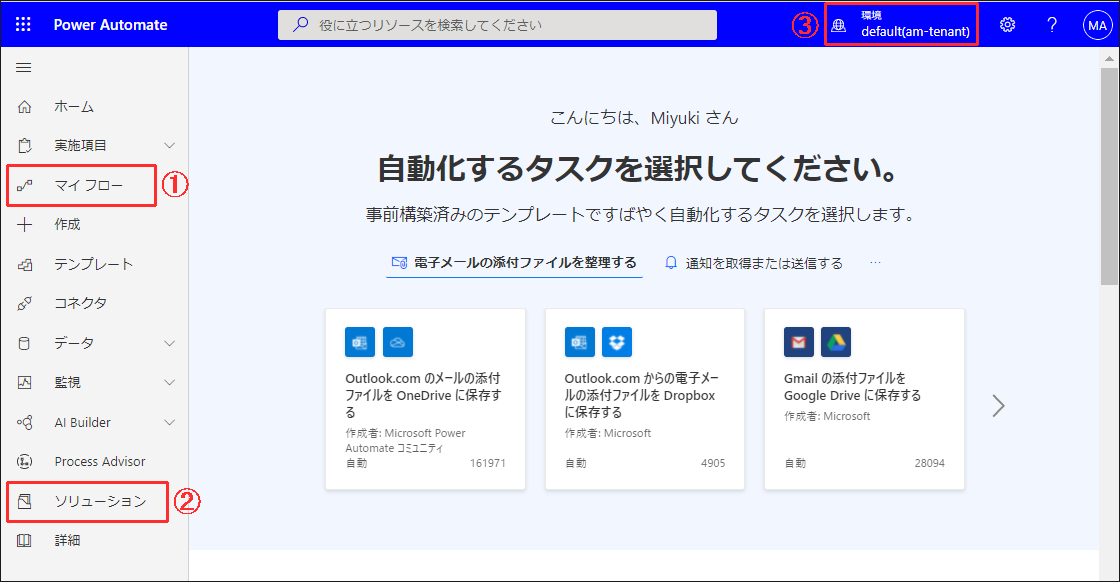 Power Automate
役に立つリソースを検索してください
③
環境
default(am-tenant)
?
MA
ホーム
実施項目
マイ フロー
①
作成
テンプレート
コネクタ
データ
監視
AI Builder
Process Advisor
ソリューション
②
詳細
こんにちは、Miyuki さん
自動化するタスクを選択してください。
事前構築済みのテンプレートですばやく自動化するタスクを選択します。
電子メールの添付ファイルを整理する
通知を取得または送信する
...
Outlook.com のメールの添付
ファイルを OneDrive に保存す
る
作成者: Microsoft Power
Automate コミュニティ
自動
161971
Outlook.com からの電子メー
ルの添付ファイルを Dropbox
に保存する
作成者: Microsoft
自動
4905
Gmail の添付ファイルを
Google Drive に保存する
作成者: Microsoft
自動
28094